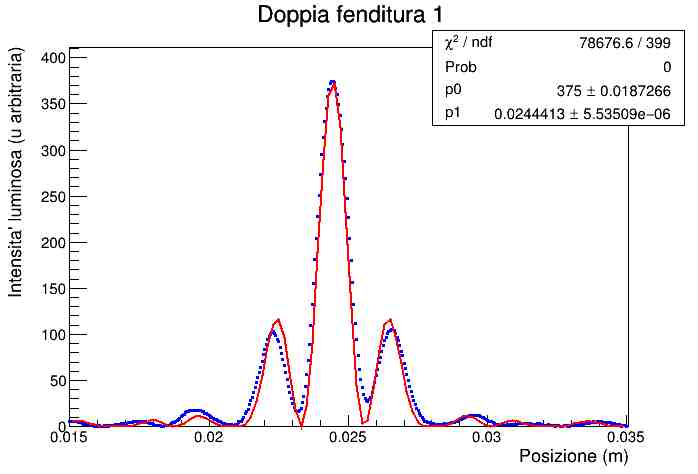 Doppia fenditura 1
χ² / ndf 78676.6 / 399
Prob 0
p0 375 ± 0.0187266
p1 0.0244413 ± 5.53509e−06
Intensita' luminosa (u arbitraria)
400
350
300
250
200
150
100
50
0
0.015 0.02 0.025 0.03 0.035
Posizione (m)